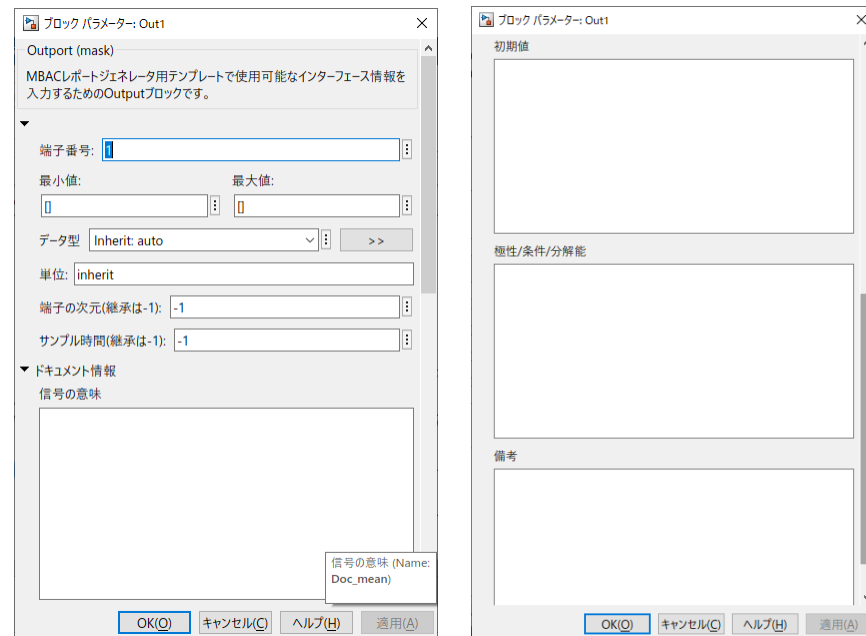 ブロック パラメーター: Out1
Outport (mask)
MBACレポートジェネレータ用テンプレートで使用可能なインターフェース情報を
入力するためのOutputブロックです。
端子番号: 1
最小値: 最大値:
[] []
データ型 Inherit: auto >>
単位: inherit
端子の次元(継承は-1): -1
サンプル時間(継承は-1): -1
ドキュメント情報
信号の意味
信号の意味 (Name:
Doc_mean)
OK(O) キャンセル(C) ヘルプ(H) 適用(A)
ブロック パラメーター: Out1
初期値
極性/条件/分解能
備考
OK(O) キャンセル(C) ヘルプ(H) 適用(A)